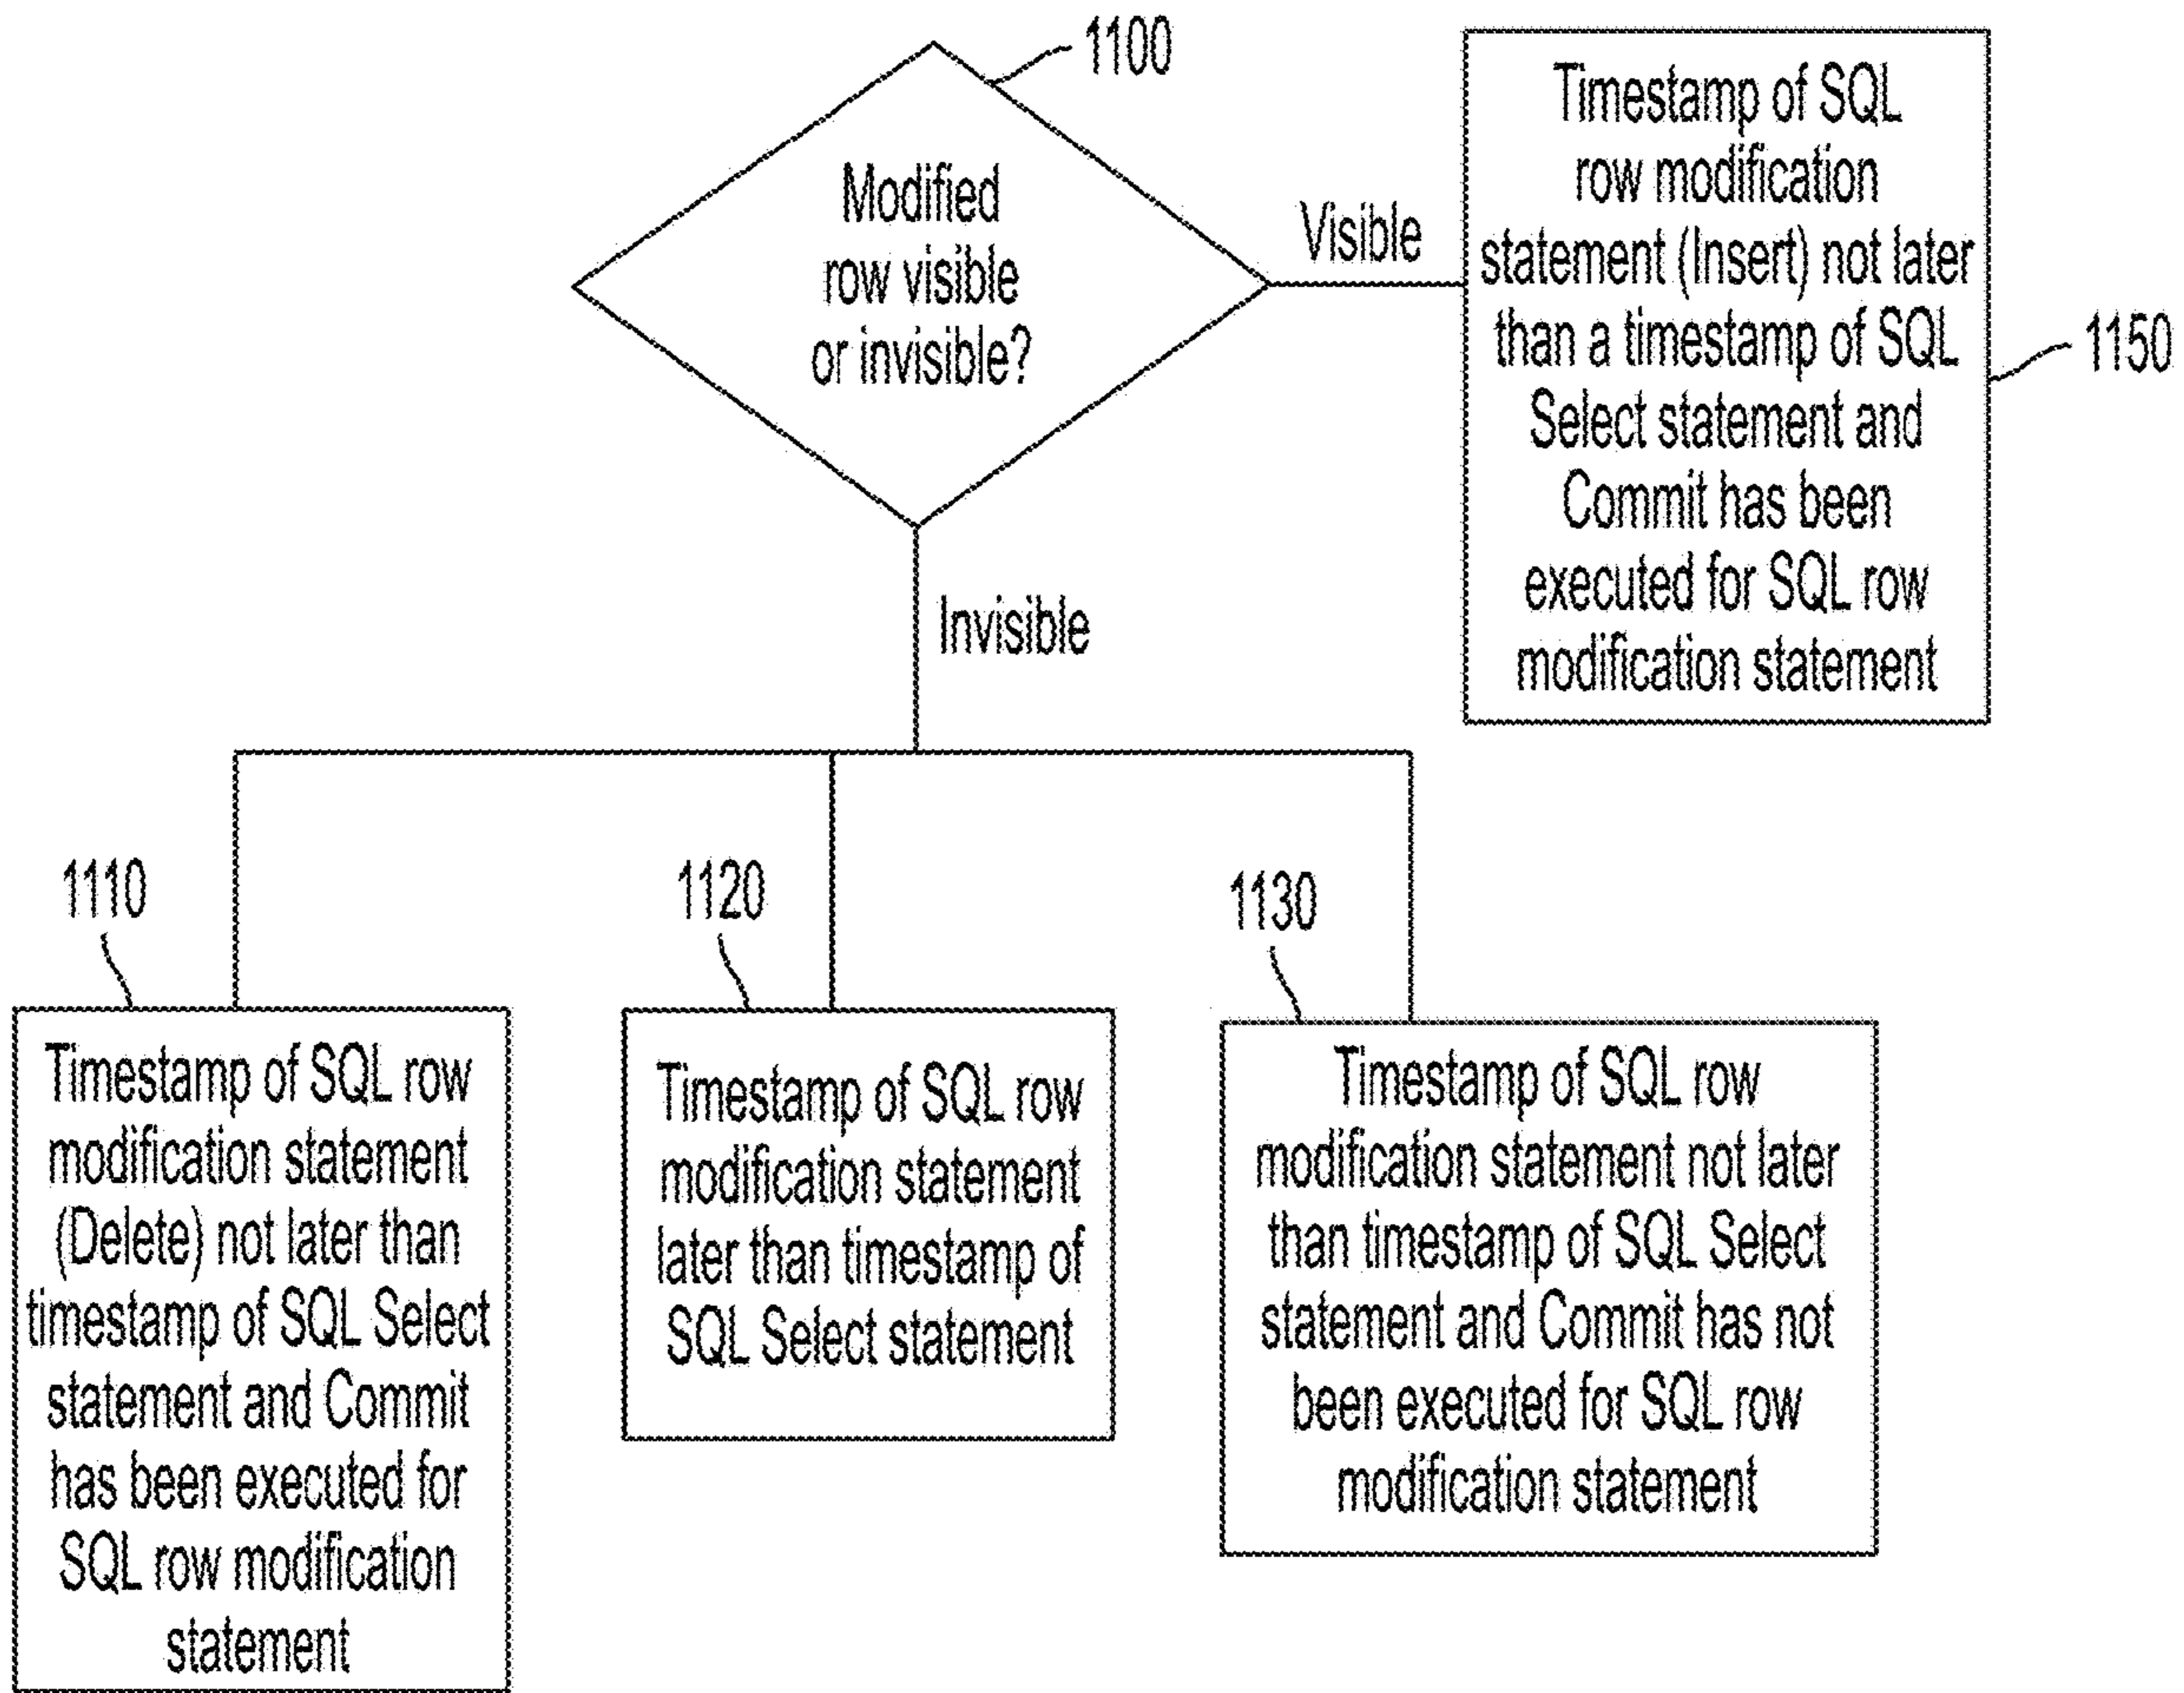 1100
Modified
row visible
or invisible?
Visible
Timestamp of SQL
row modification
statement (Insert) not later
than a timestamp of SQL
Select statement and
Commit has been
executed for SQL row
modification statement
1150
Invisible
1110
Timestamp of SQL row
modification statement
(Delete) not later than
timestamp of SQL Select
statement and Commit
has been executed for
SQL row modification
statement
1120
Timestamp of SQL row
modification statement
later than timestamp of
SQL Select statement
1130
Timestamp of SQL row
modification statement not later
than timestamp of SQL Select
statement and Commit has not
been executed for SQL row
modification statement